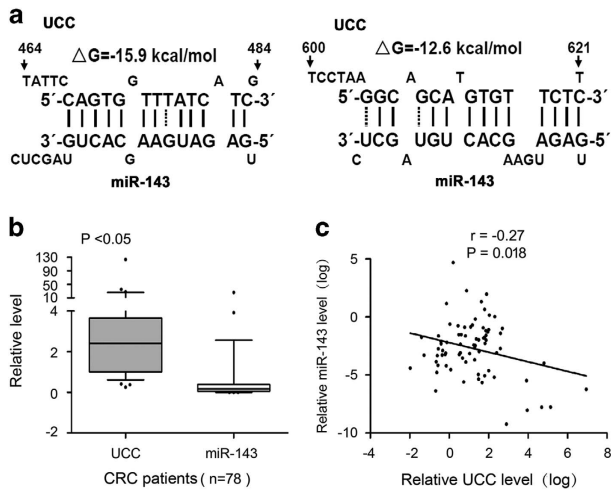 a
UCC
464
△G=-15.9 kcal/mol
484
TATTC G A G
5´-CAGTG TTTATC TC-3´
3´-GUCAC AAGUAG AG-5´
CUCGAU G U
miR-143
UCC
600
△G=-12.6 kcal/mol
621
TCCTAA A T T
5´-GGC GCA GTGT TCTC-3´
3´-UCG UGU CACG AGAG-5´
C A AAGU U
miR-143
b
P <0.05
Relative level
130
90
50
10
4
2
0
-2
UCC miR-143
CRC patients ( n=78)
c
r = -0.27
P = 0.018
Relative miR-143 level (log)
5
0
-5
-10
-2 0 2 4 6 8
Relative UCC level (log)